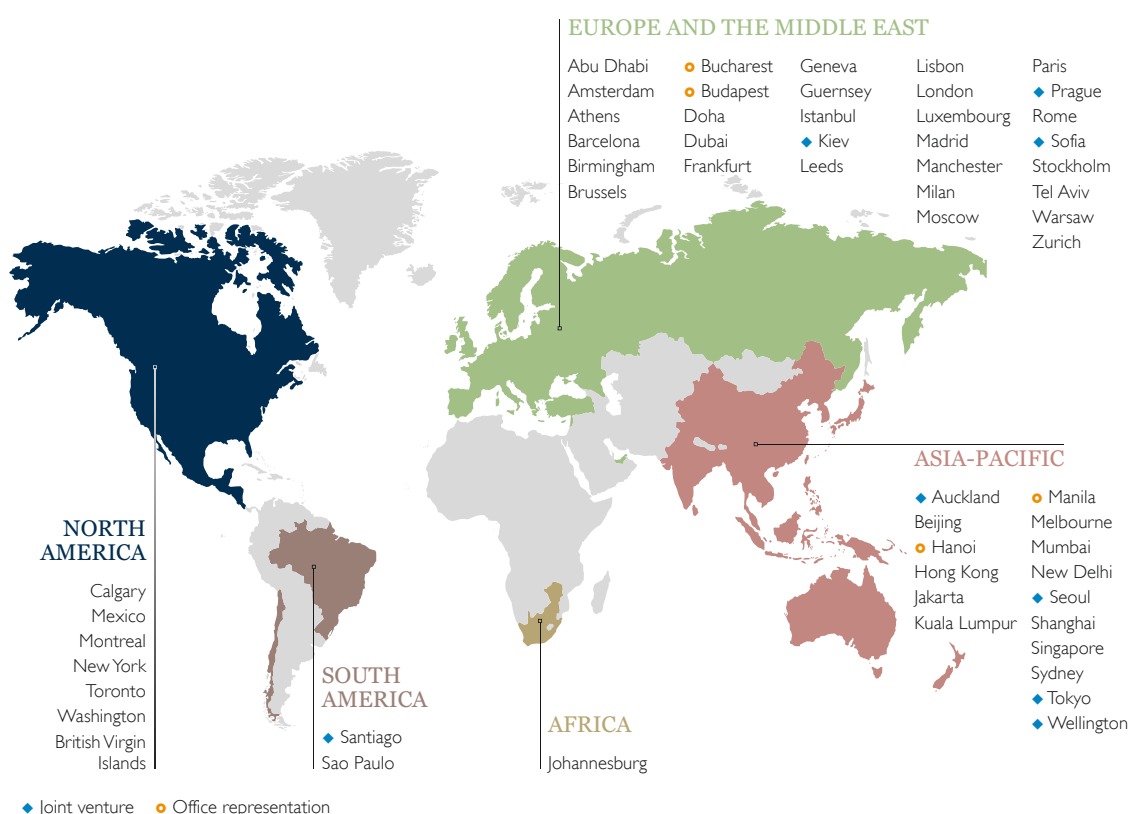 EUROPE AND THE MIDDLE EAST
Abu Dhabi
Amsterdam
Athens
Barcelona
Birmingham
Brussels
Bucharest
Budapest
Doha
Dubai
Frankfurt
Geneva
Guernsey
Istanbul
Kiev
Leeds
Lisbon
London
Luxembourg
Madrid
Manchester
Milan
Moscow
Paris
Prague
Rome
Sofia
Stockholm
Tel Aviv
Warsaw
Zurich
ASIA-PACIFIC
Auckland
Beijing
Hanoi
Hong Kong
Jakarta
Kuala Lumpur
Manila
Melbourne
Mumbai
New Delhi
Seoul
Shanghai
Singapore
Sydney
Tokyo
Wellington
NORTH
AMERICA
Calgary
Mexico
Montreal
New York
Toronto
Washington
British Virgin
Islands
SOUTH
AMERICA
Santiago
Sao Paulo
AFRICA
Johannesburg
Joint venture
Office representation